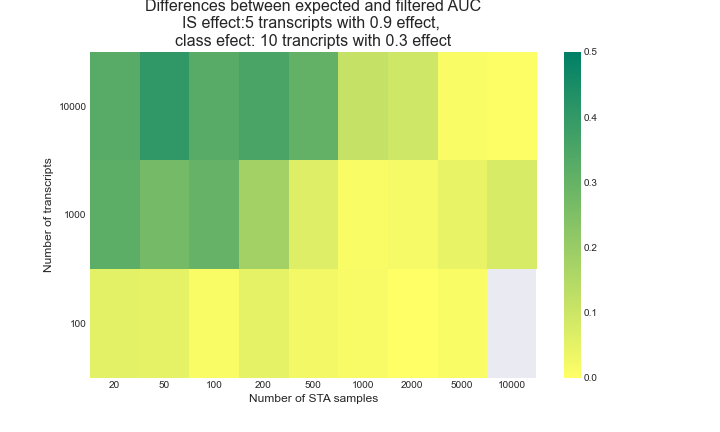 Differences between expected and filtered AUC
IS effect:5 transcripts with 0.9 effect,
class efect: 10 trancripts with 0.3 effect
Number of transcripts
10000
1000
100
20 50 100 200 500 1000 2000 5000 10000
Number of STA samples
0.5
0.4
0.3
0.2
0.1
0.0